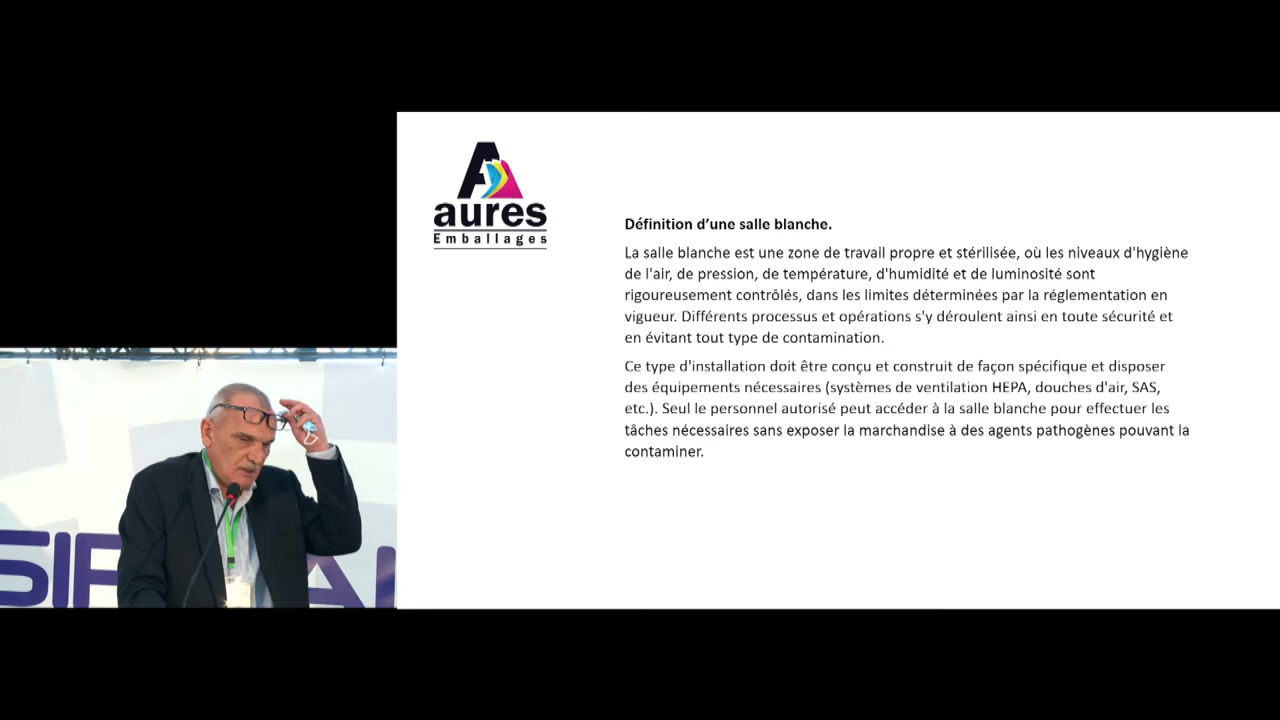 aures
Emballages
Définition d’une salle blanche.
La salle blanche est une zone de travail propre et stérilisée, où les niveaux d'hygiène
de l'air, de pression, de température, d'humidité et de luminosité sont
rigoureusement contrôlés, dans les limites déterminées par la réglementation en
vigueur. Différents processus et opérations s'y déroulent ainsi en toute sécurité et
en évitant tout type de contamination.
Ce type d'installation doit être conçu et construit de façon spécifique et disposer
des équipements nécessaires (systèmes de ventilation HEPA, douches d'air, SAS,
etc.). Seul le personnel autorisé peut accéder à la salle blanche pour effectuer les
tâches nécessaires sans exposer la marchandise à des agents pathogènes pouvant la
contaminer.